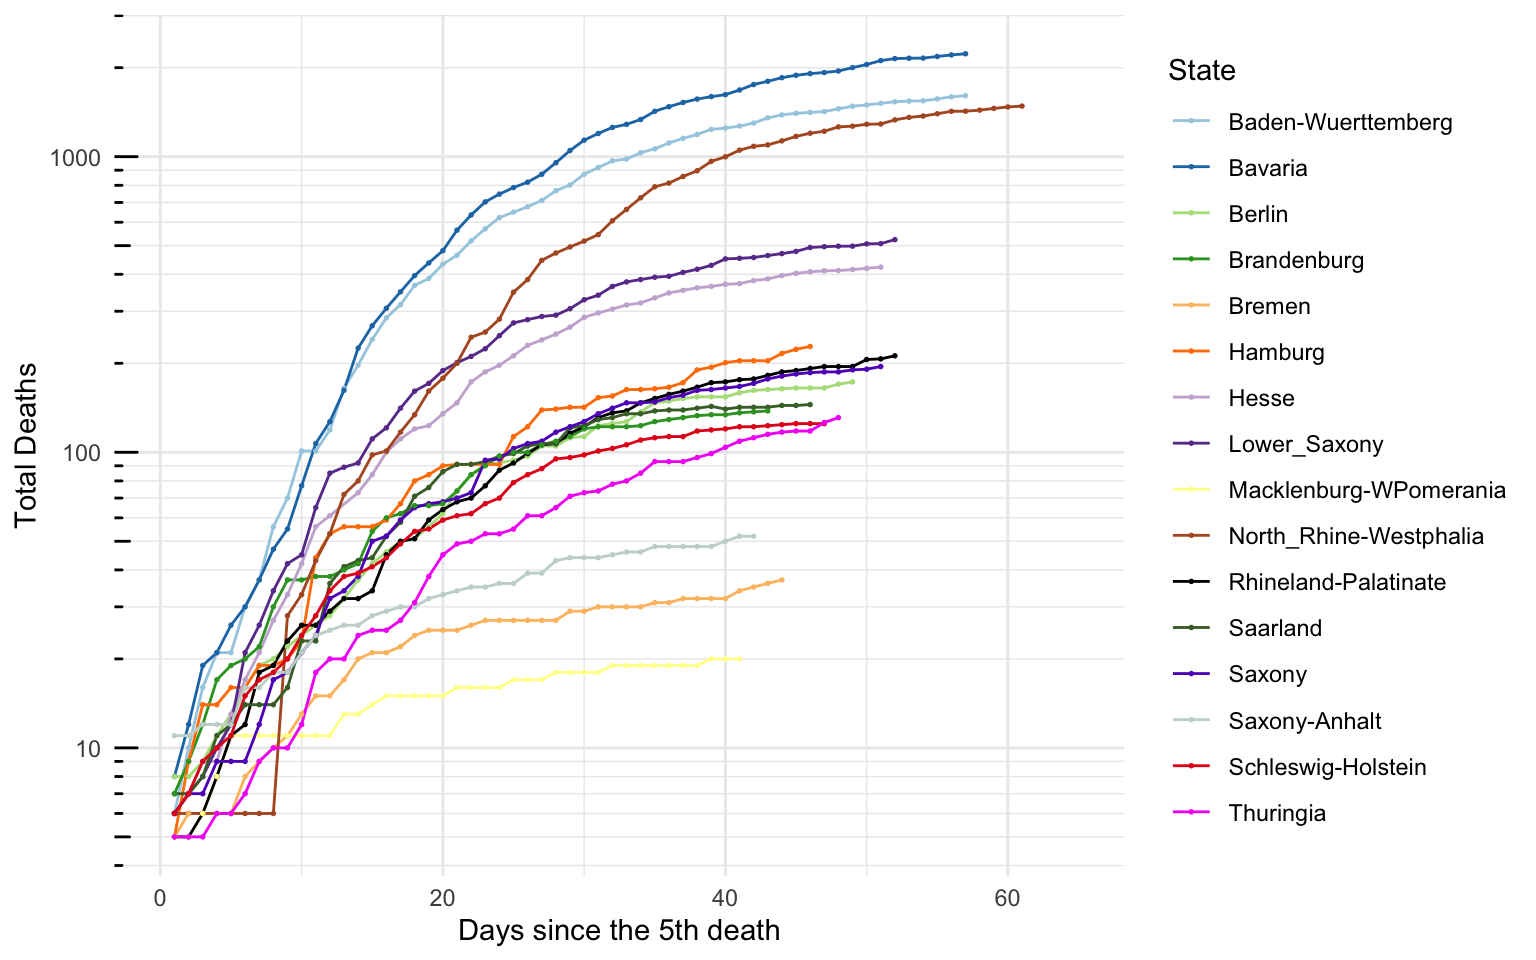 Total Deaths
1000
100
10
0
20
40
60
Days since the 5th death
State
Baden-Wuerttemberg
Bavaria
Berlin
Brandenburg
Bremen
Hamburg
Hesse
Lower_Saxony
Macklenburg-WPomerania
North_Rhine-Westphalia
Rhineland-Palatinate
Saarland
Saxony
Saxony-Anhalt
Schleswig-Holstein
Thuringia